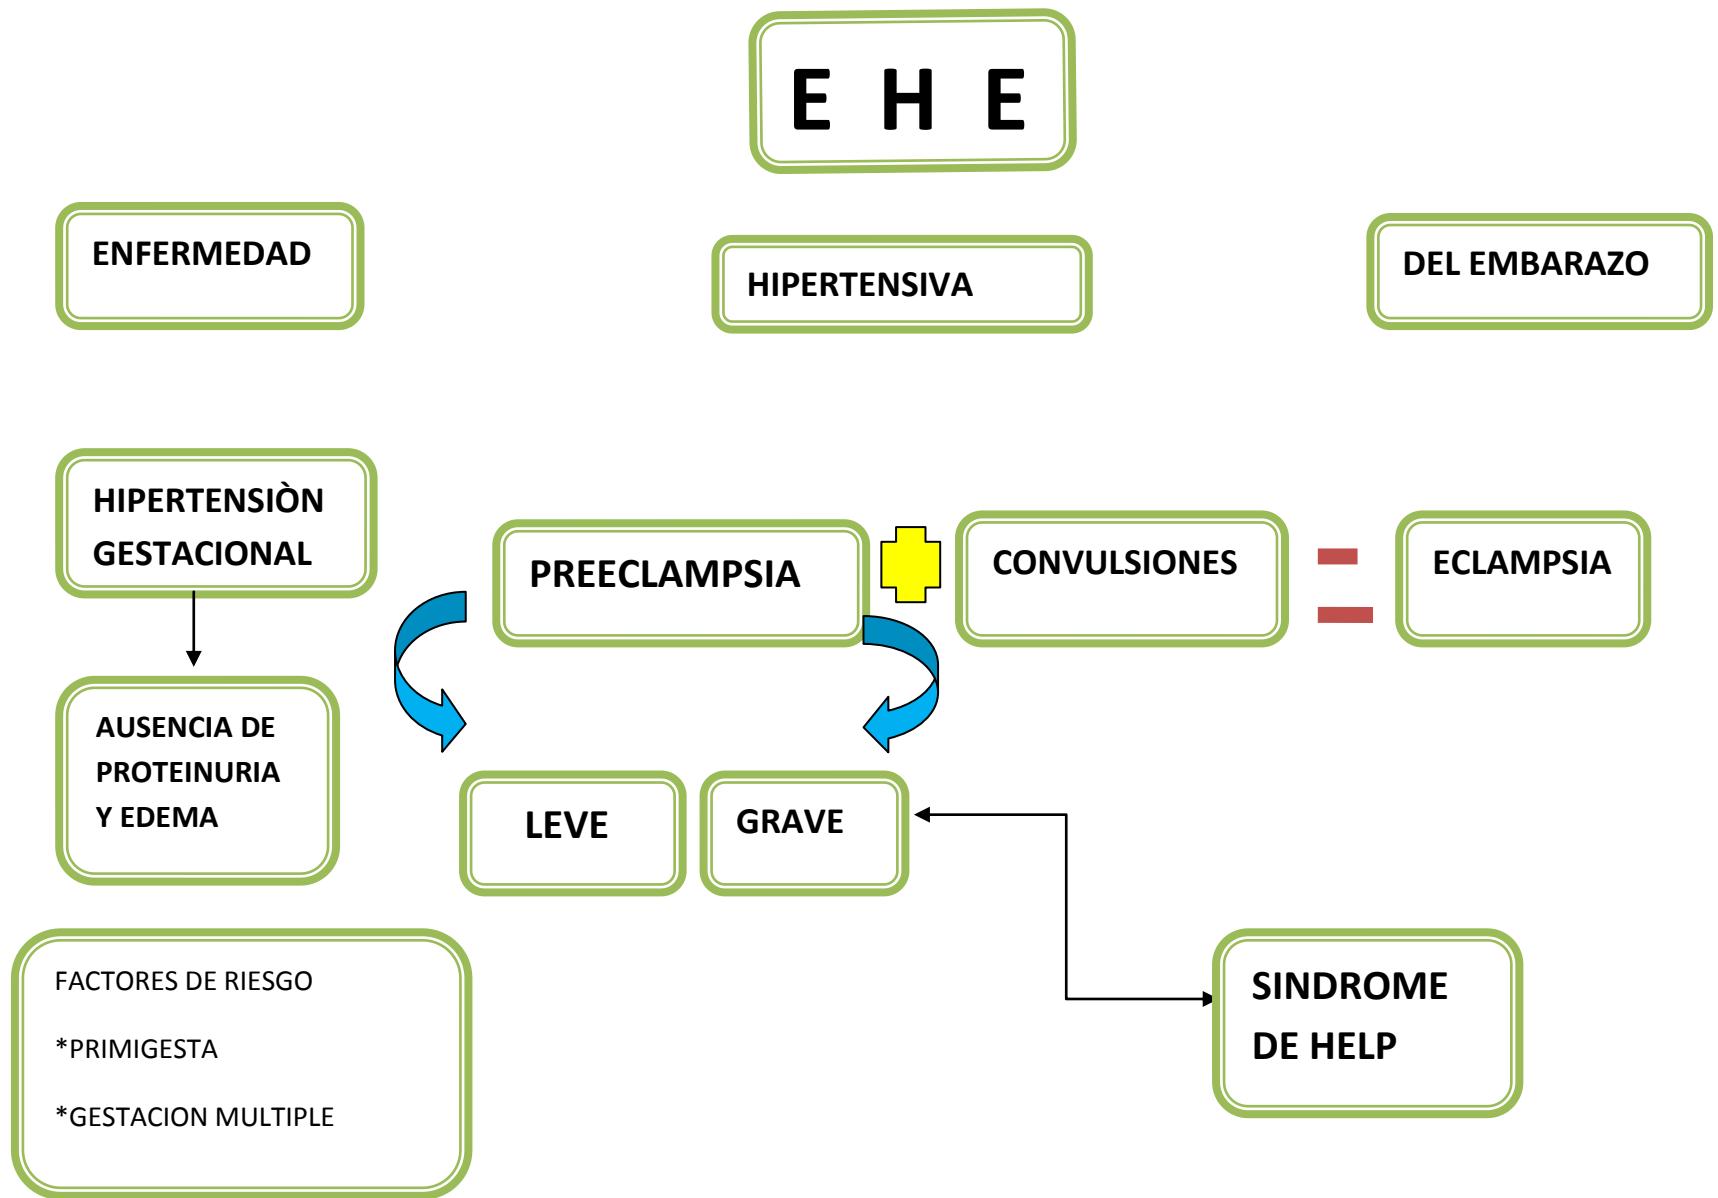 E H E
ENFERMEDAD
HIPERTENSIVA
DEL EMBARAZO
HIPERTENSIÒN
GESTACIONAL
PREECLAMPSIA
CONVULSIONES
ECLAMPSIA
AUSENCIA DE
PROTEINURIA
Y EDEMA
LEVE
GRAVE
FACTORES DE RIESGO
*PRIMIGESTA
*GESTACION MULTIPLE
SINDROME
DE HELP